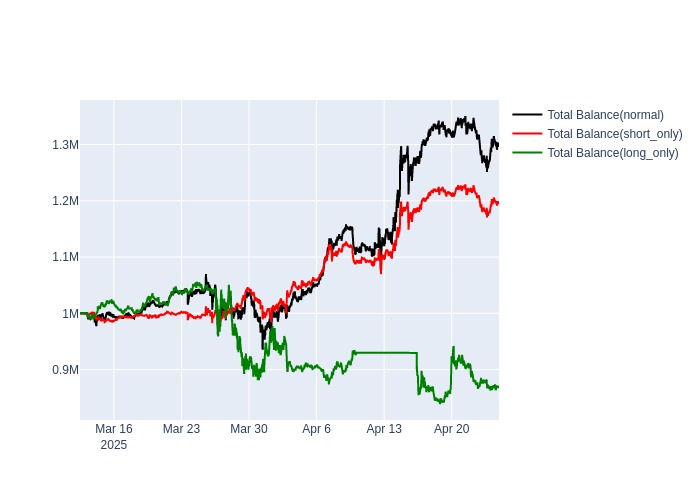 Total Balance(normal)
Total Balance(short_only)
Total Balance(long_only)
1.3M
1.2M
1.1M
1M
0.9M
Mar 16 Mar 23 Mar 30 Apr 6 Apr 13 Apr 20
2025